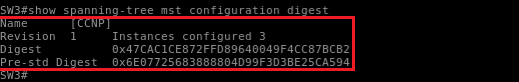 SW3#show spanning-tree mst configuration digest
Name      [CCNP]
Revision  1     Instances configured 3
Digest          0x47CAC1CE872FFD89640049F4CC87BCB2
Pre-std Digest  0x6E07725683888804D99F3D3BE25CA594
SW3#